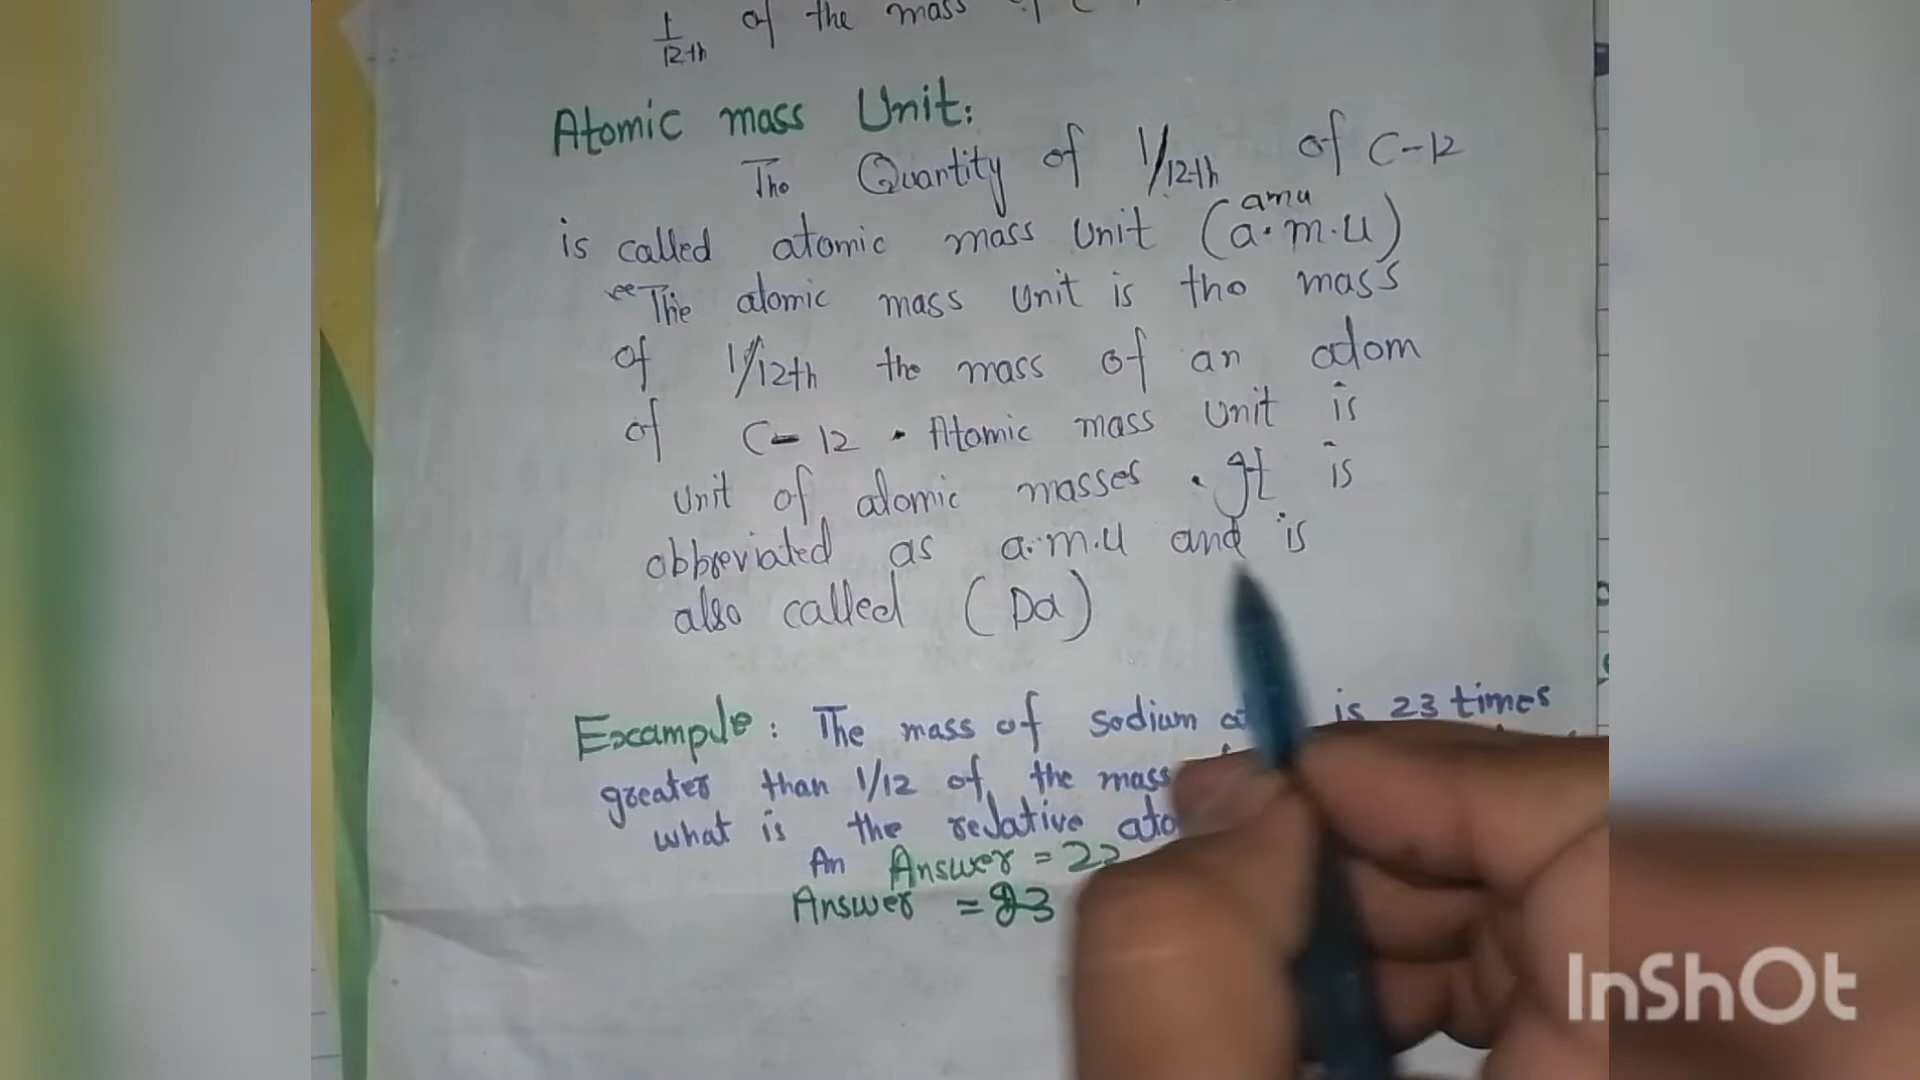 1/12th of the mass of C
Atomic mass Unit:
The Quantity of 1/12th of C-12
amu
is called atomic mass Unit (a.m.u)
"The atomic mass Unit is the mass
of 1/12th the mass of an atom
of C-12. Atomic mass Unit is
Unit of atomic masses. It is
abbreviated as a.m.u and is
also called (Da)
Example: The mass of Sodium is 23 times
greater than 1/12 of the mass
what is the relative
An Answer = 
Answer = 23
InShOt